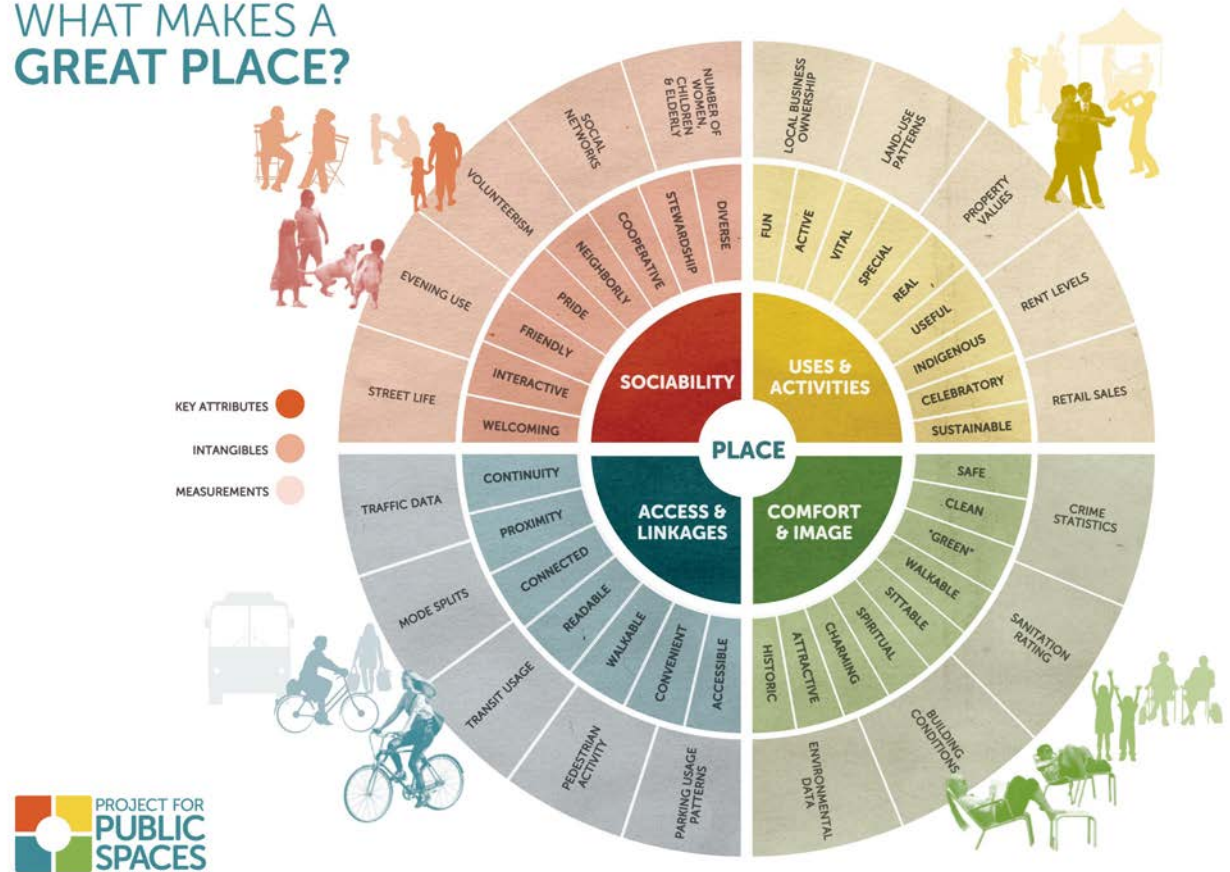 WHAT MAKES A
GREAT PLACE?
KEY ATTRIBUTES
INTANGIBLES
MEASUREMENTS
PLACE
SOCIABILITY
USES &
ACTIVITIES
ACCESS &
LINKAGES
COMFORT
& IMAGE
WELCOMING
INTERACTIVE
FRIENDLY
PRIDE
NEIGHBORLY
COOPERATIVE
STEWARDSHIP
DIVERSE
FUN
ACTIVE
VITAL
SPECIAL
REAL
USEFUL
INDIGENOUS
CELEBRATORY
SUSTAINABLE
SAFE
CLEAN
"GREEN"
WALKABLE
SITTABLE
SPIRITUAL
CHARMING
ATTRACTIVE
HISTORIC
ACCESSIBLE
CONVENIENT
WALKABLE
READABLE
CONNECTED
PROXIMITY
CONTINUITY
STREET LIFE
EVENING USE
VOLUNTEERISM
SOCIAL
NETWORKS
NUMBER OF
WOMEN,
CHILDREN
& ELDERLY
LOCAL BUSINESS
OWNERSHIP
LAND-USE
PATTERNS
PROPERTY
VALUES
RENT LEVELS
RETAIL SALES
CRIME
STATISTICS
SANITATION
RATING
BUILDING
CONDITIONS
ENVIRONMENTAL
DATA
PARKING USAGE
PATTERNS
PEDESTRIAN
ACTIVITY
TRANSIT USAGE
MODE SPLITS
TRAFFIC DATA
PROJECT FOR
PUBLIC
SPACES